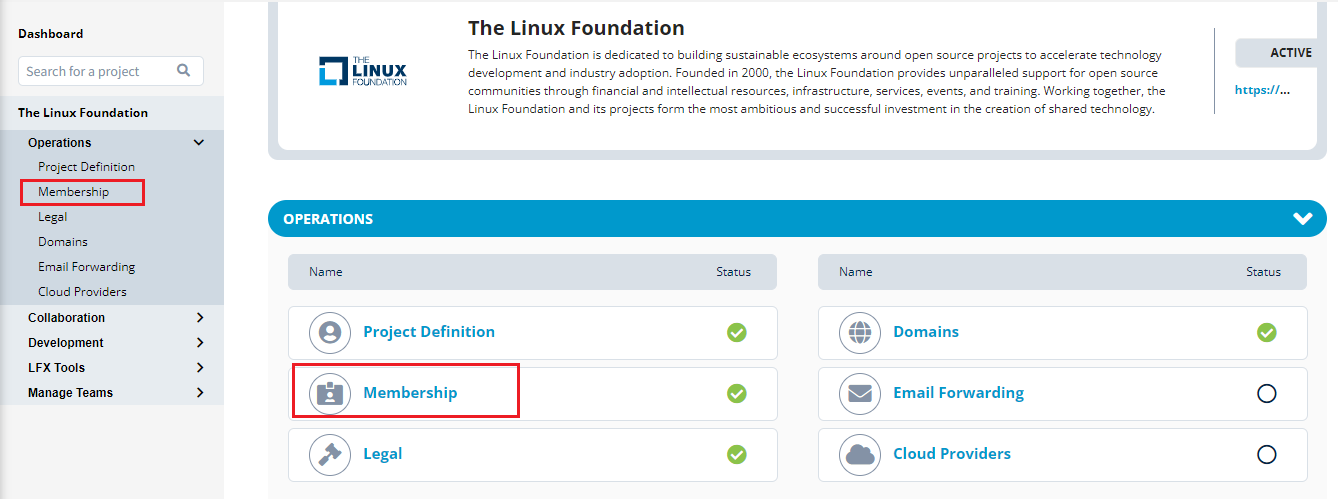 Dashboard
Search for a project
The Linux Foundation
Operations
Project Definition
Membership
Legal
Domains
Email Forwarding
Cloud Providers
Collaboration
Development
LFX Tools
Manage Teams
THE
LINUX
FOUNDATION
The Linux Foundation
The Linux Foundation is dedicated to building sustainable ecosystems around open source projects to accelerate technology
development and industry adoption. Founded in 2000, the Linux Foundation provides unparalleled support for open source
communities through financial and intellectual resources, infrastructure, services, events, and training. Working together, the
Linux Foundation and its projects form the most ambitious and successful investment in the creation of shared technology.
ACTIVE
https://...
OPERATIONS
Name Status
Project Definition
Membership
Legal
Name Status
Domains
Email Forwarding
Cloud Providers